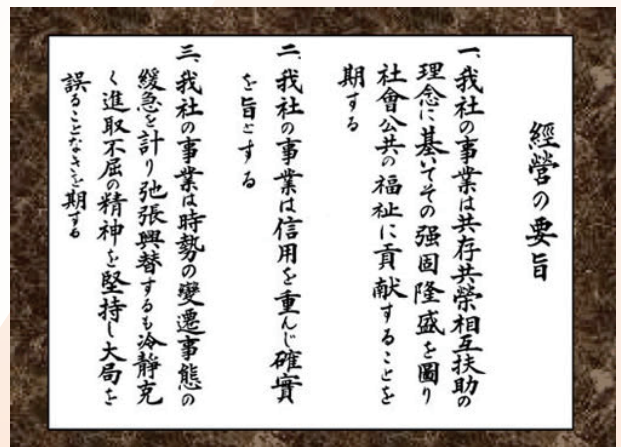 經營の要旨
一、我社の事業は共存共榮相互扶助の
理念に基いてその强固隆盛を圖り
社會公共の福祉に貢献することを
期する
二、我社の事業は信用を重んじ確實
を旨とする
三、我社の事業は時勢の變遷事態の
緩急を計り弛張興替するも冷靜克
く進取不屈の精神を堅持し大局を
誤ることなきを期する